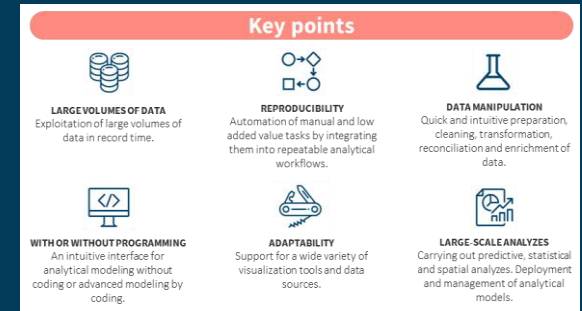 Key points
LARGE VOLUMES OF DATA
Exploitation of large volumes of
data in record time.
REPRODUCIBILITY
Automation of manual and low
added value tasks by integrating
them into repeatable analytical
workflows.
DATA MANIPULATION
Quick and intuitive preparation,
cleaning, transformation,
reconciliation and enrichment of
data.
</>
WITH OR WITHOUT PROGRAMMING
An intuitive interface for
analytical modeling without
coding or advanced modeling by
coding.
ADAPTABILITY
Support for a wide variety of
visualization tools and data
sources.
LARGE-SCALE ANALYZES
Carrying out predictive, statistical
and spatial analyzes. Deployment
and management of analytical
models.